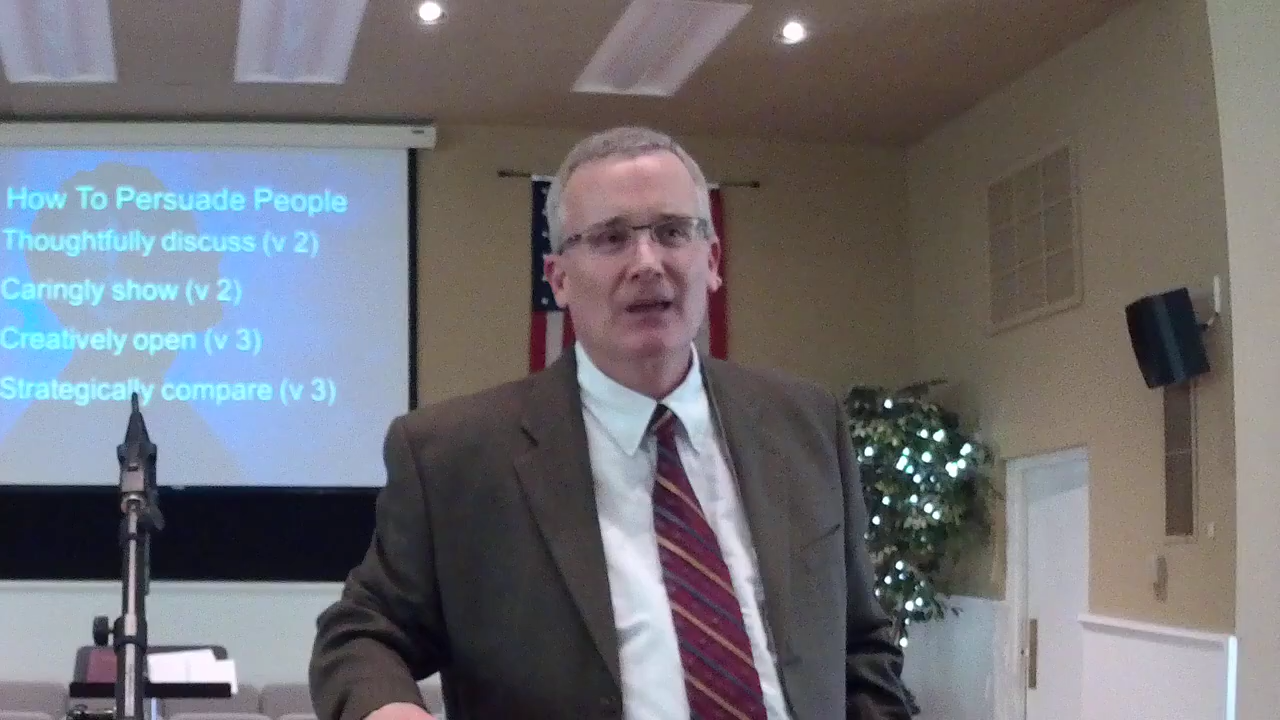 How To Persuade People
Thoughtfully discuss (v 2)
Caringly show (v 2)
Creatively open (v 3)
Strategically compare (v 3)